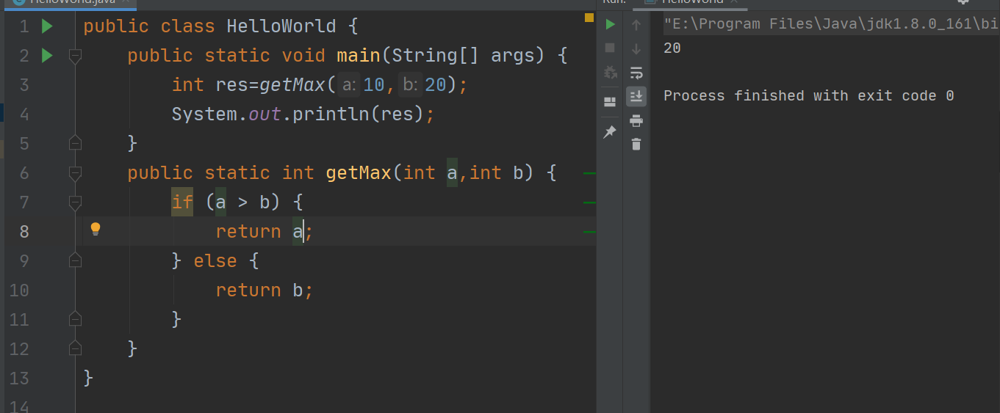 HelloWorld.java
Run: HelloWorld
1 public class HelloWorld {
2 public static void main(String[] args) {
3 int res=getMax( a: 10, b: 20);
4 System.out.println(res);
5 }
6 public static int getMax(int a,int b) {
7 if (a > b) {
8 return a;
9 } else {
10 return b;
11 }
12 }
13 }
14
"E:\Program Files\Java\jdk1.8.0_161\bi
20
Process finished with exit code 0